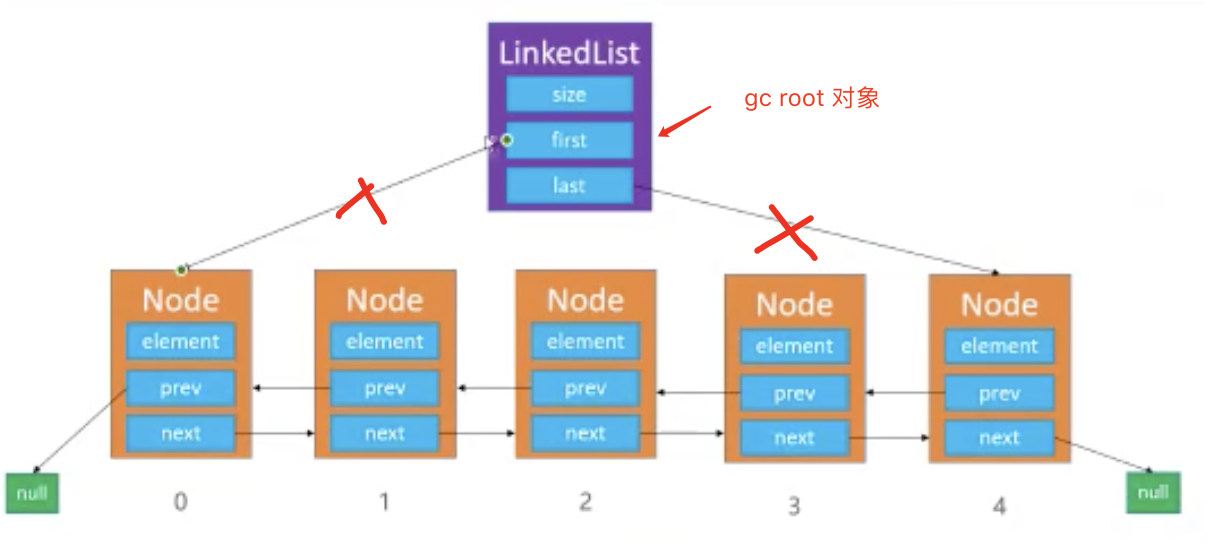 LinkedList
size
first
last
gc root 对象
Node
element
prev
next
Node
element
prev
next
Node
element
prev
next
Node
element
prev
next
Node
element
prev
next
null
0
1
2
3
4
null